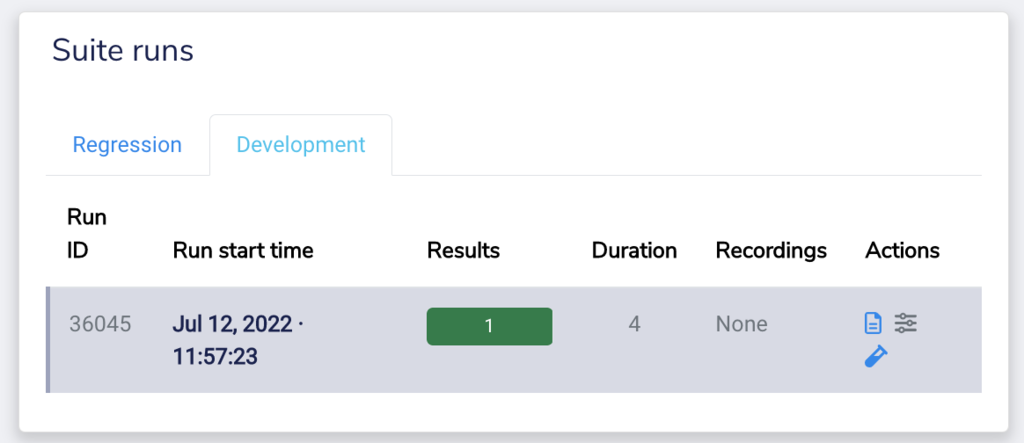 Suite runs
Regression Development
Run
ID Run start time Results Duration Recordings Actions
36045 Jul 12, 2022 · 1 4 None
11:57:23